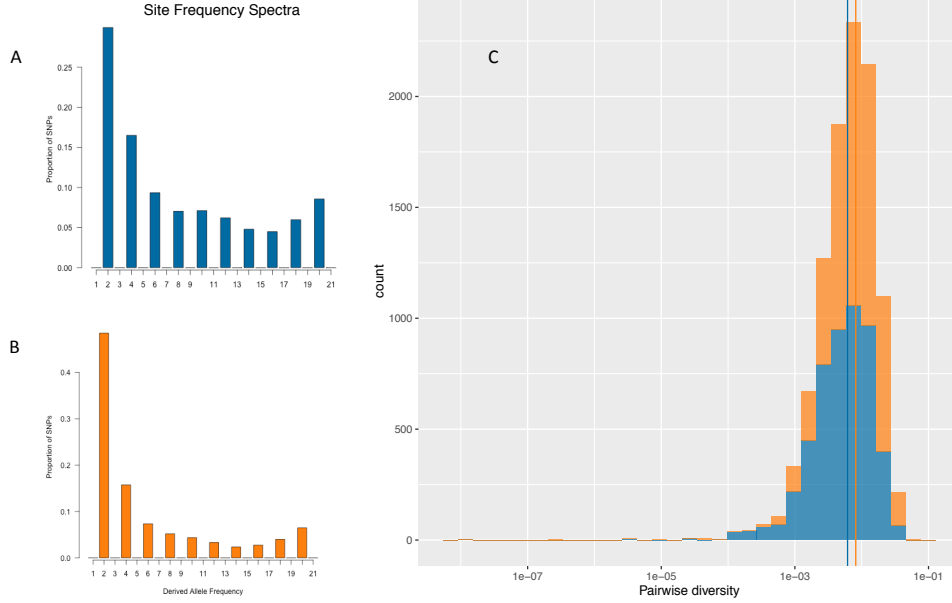 Site Frequency Spectra
A
Proportion of SNPs
0.25
0.20
0.15
0.10
0.05
0.00
1 2 3 4 5 6 7 8 9 11 13 15 17 19 21
B
Proportion of SNPs
0.4
0.3
0.2
0.1
0.0
1 2 3 4 5 6 7 8 9 11 13 15 17 19 21
Derived Allele Frequency
C
count
2000
1500
1000
500
0
1e-07 1e-05 1e-03 1e-01
Pairwise diversity